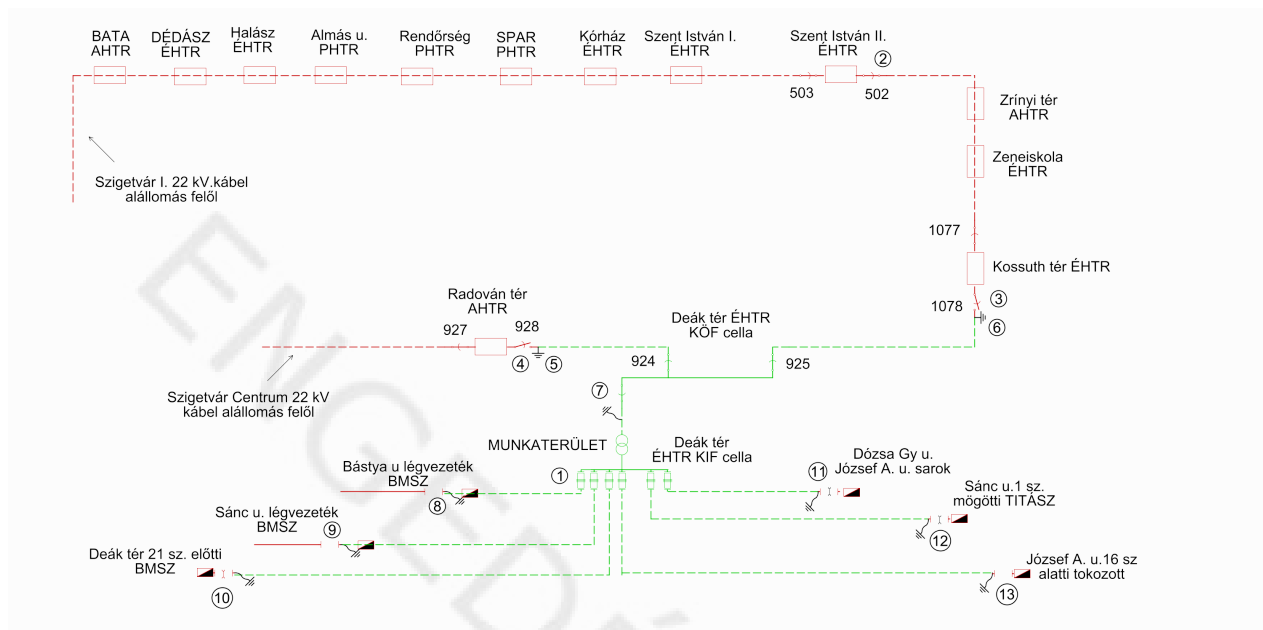 BATA
AHTR
DÉDÁSZ
ÉHTR
Halász
ÉHTR
Almás u.
PHTR
Rendőrség
PHTR
SPAR
PHTR
Kórház
ÉHTR
Szent István I.
ÉHTR
Szent István II.
ÉHTR
2
503
502
Zrínyi tér
AHTR
Zeneiskola
ÉHTR
Szigetvár I. 22 kV.kábel
alállomás felől
1077
Kossuth tér ÉHTR
1078
3
6
Radován tér
AHTR
927
928
4
5
Deák tér ÉHTR
KÖF cella
924
925
Szigetvár Centrum 22 kV
kábel alállomás felől
7
MUNKATERÜLET
Deák tér
ÉHTR KIF cella
1
Bástya u légvezeték
BMSZ
8
Dózsa Gy u.
József A. u. sarok
11
Sánc u. légvezeték
BMSZ
9
Sánc u.1 sz.
mögötti TITÁSZ
12
Deák tér 21 sz. előtti
BMSZ
10
József A. u.16 sz
alatti tokozott
13